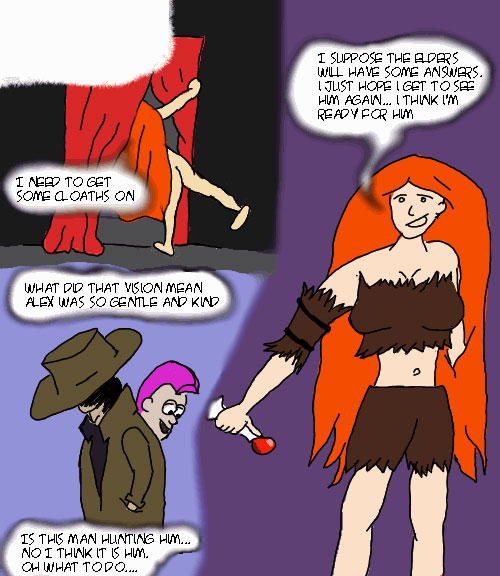 I NEED TO GET
SOME CLOATHS ON
WHAT DID THAT VISION MEAN
ALEX WAS SO GENTLE AND KIND
IS THIS MAN HUNTING HIM...
NO I THINK IT IS HIM.
OH WHAT TO DO....
I SUPPOSE THE ELDERS
WILL HAVE SOME ANSWERS.
I JUST HOPE I GET TO SEE
HIM AGAIN... I THINK I'M
READY FOR HIM